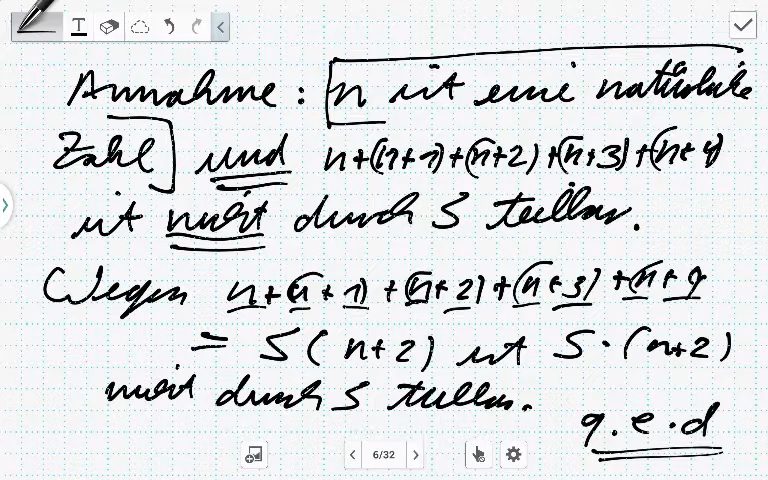 T
Annahme: n ist eine natürliche
Zahl und n+(n+1)+(n+2)+(n+3)+(n+4)
ist nicht durch 5 teilbar.
Wegen n+(n+1)+(n+2)+(n+3)+(n+4
= 5(n+2) ist 5·(n+2)
nicht durch 5 teilbar.
q.e.d
6/32